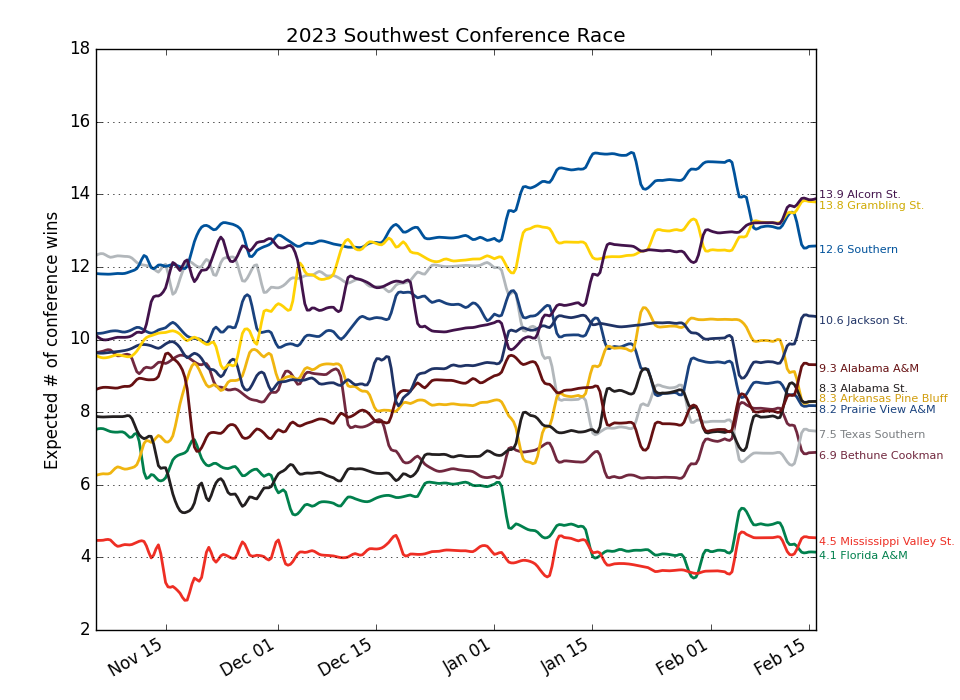 2023 Southwest Conference Race
Expected # of conference wins
18
16
14
12
10
8
6
4
2
13.9 Alcorn St.
13.8 Grambling St.
12.6 Southern
10.6 Jackson St.
9.3 Alabama A&M
8.3 Alabama St.
8.3 Arkansas Pine Bluff
8.2 Prairie View A&M
7.5 Texas Southern
6.9 Bethune Cookman
4.5 Mississippi Valley St.
4.1 Florida A&M
Nov 15
Dec 01
Dec 15
Jan 01
Jan 15
Feb 01
Feb 15